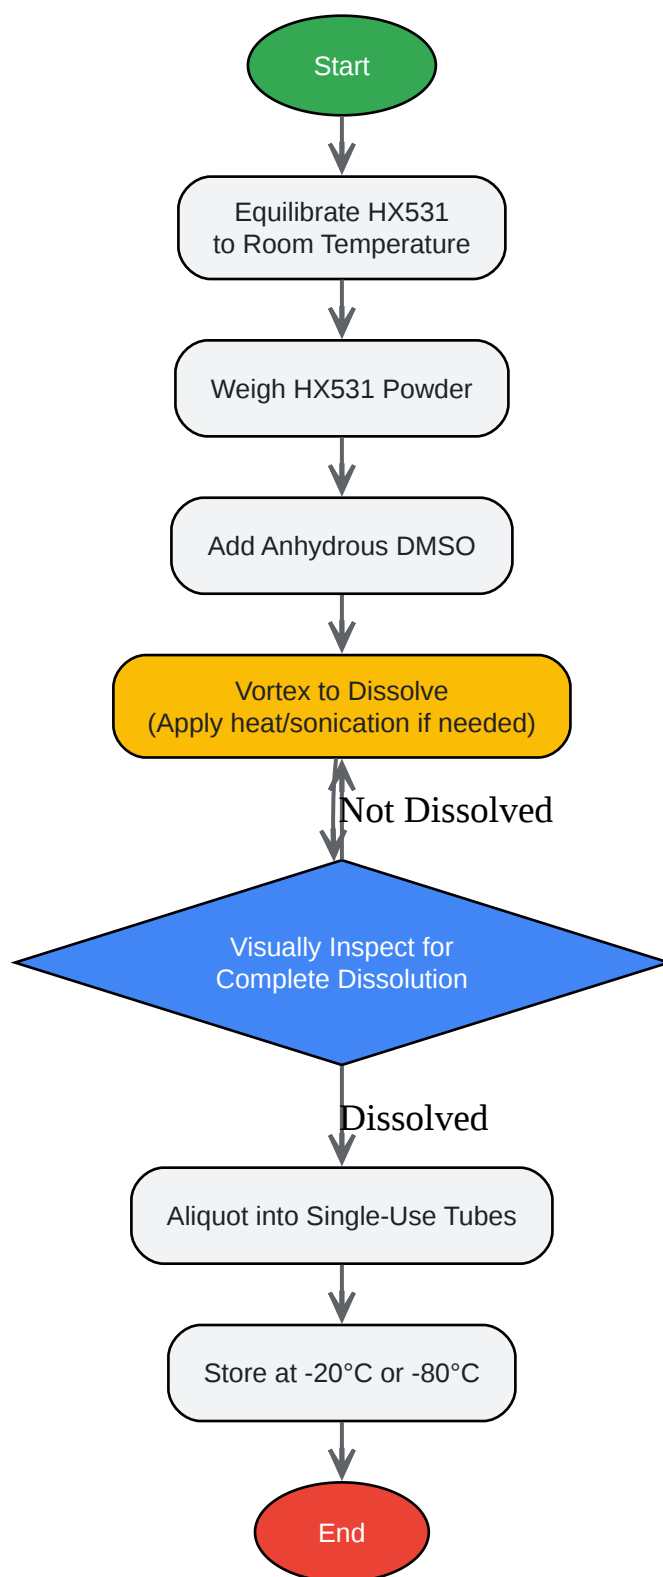 Start
Equilibrate HX531
to Room Temperature
Weigh HX531 Powder
Add Anhydrous DMSO
Vortex to Dissolve
(Apply heat/sonication if needed)
Not Dissolved
Visually Inspect for
Complete Dissolution
Dissolved
Aliquot into Single-Use Tubes
Store at -20°C or -80°C
End